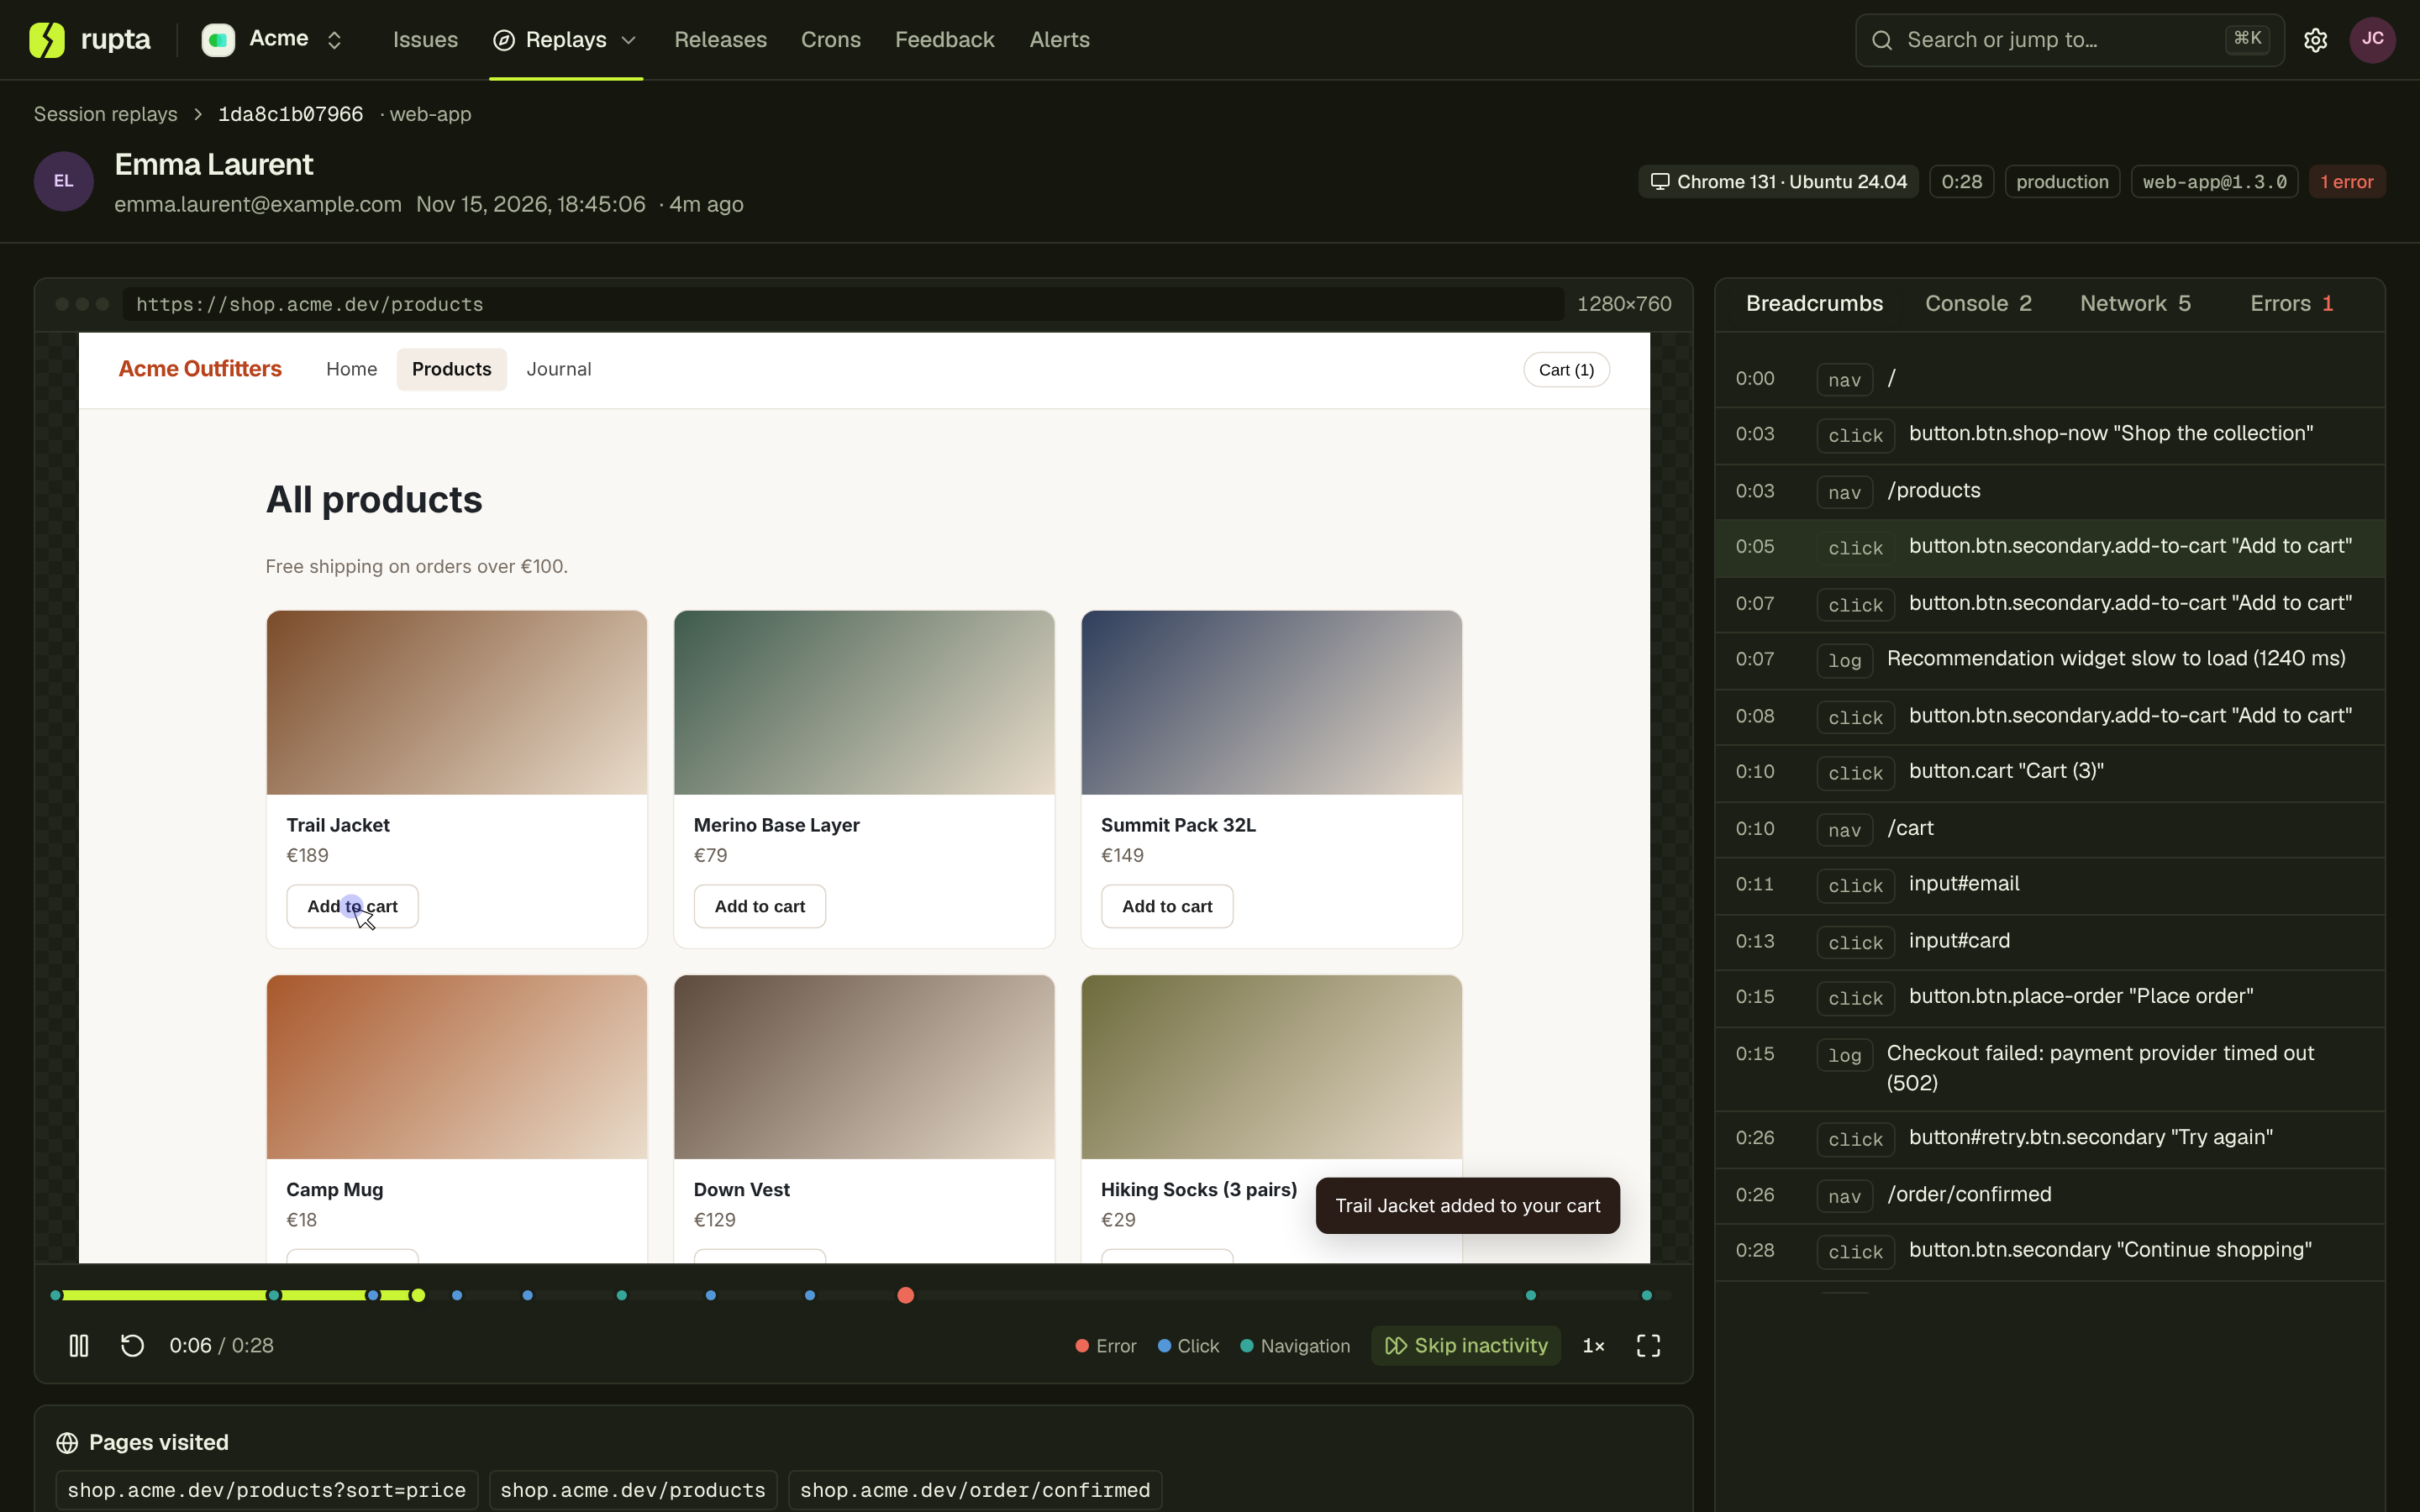 rupta Acme Issues Replays Releases Crons Feedback Alerts Search or jump to... ⌘K JC
Session replays 1da8c1b07966 · web-app
EL
Emma Laurent
emma.laurent@example.com Nov 15, 2026, 18:45:06 · 4m ago
Chrome 131 · Ubuntu 24.04 0:28 production web-app@1.3.0 1 error
https://shop.acme.dev/products 1280×760
Acme Outfitters Home Products Journal Cart (1)
All products
Free shipping on orders over €100.
Trail Jacket Merino Base Layer Summit Pack 32L
€189 €79 €149
Add to cart Add to cart Add to cart
Camp Mug Down Vest Hiking Socks (3 pairs)
€18 €129 €29
Trail Jacket added to your cart
0:06 / 0:28 Error Click Navigation Skip inactivity 1×
Pages visited
shop.acme.dev/products?sort=price shop.acme.dev/products shop.acme.dev/order/confirmed
Breadcrumbs Console 2 Network 5 Errors 1
0:00 nav /
0:03 click button.btn.shop-now "Shop the collection"
0:03 nav /products
0:05 click button.btn.secondary.add-to-cart "Add to cart"
0:07 click button.btn.secondary.add-to-cart "Add to cart"
0:07 log Recommendation widget slow to load (1240 ms)
0:08 click button.btn.secondary.add-to-cart "Add to cart"
0:10 click button.cart "Cart (3)"
0:10 nav /cart
0:11 click input#email
0:13 click input#card
0:15 click button.btn.place-order "Place order"
0:15 log Checkout failed: payment provider timed out
(502)
0:26 click button#retry.btn.secondary "Try again"
0:26 nav /order/confirmed
0:28 click button.btn.secondary "Continue shopping"